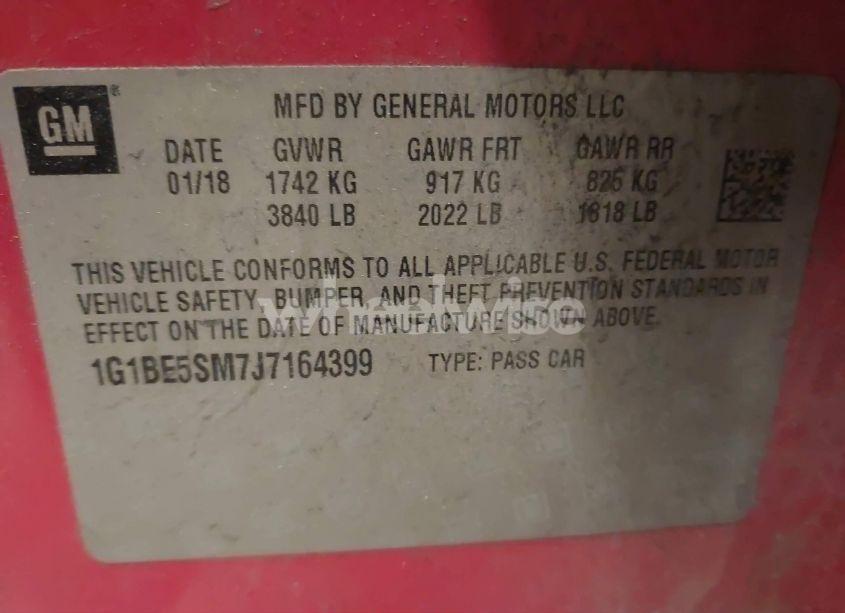 GM
MFD BY GENERAL MOTORS LLC
DATE GVWR GAWR FRT GAWR RR
01/18 1742 KG 917 KG 825 KG
3840 LB 2022 LB 1818 LB
THIS VEHICLE CONFORMS TO ALL APPLICABLE U.S. FEDERAL MOTOR
VEHICLE SAFETY, BUMPER, AND THEFT PREVENTION STANDARDS IN
EFFECT ON THE DATE OF MANUFACTURE SHOWN ABOVE.
1G1BE5SM7J7164399 TYPE: PASS CAR